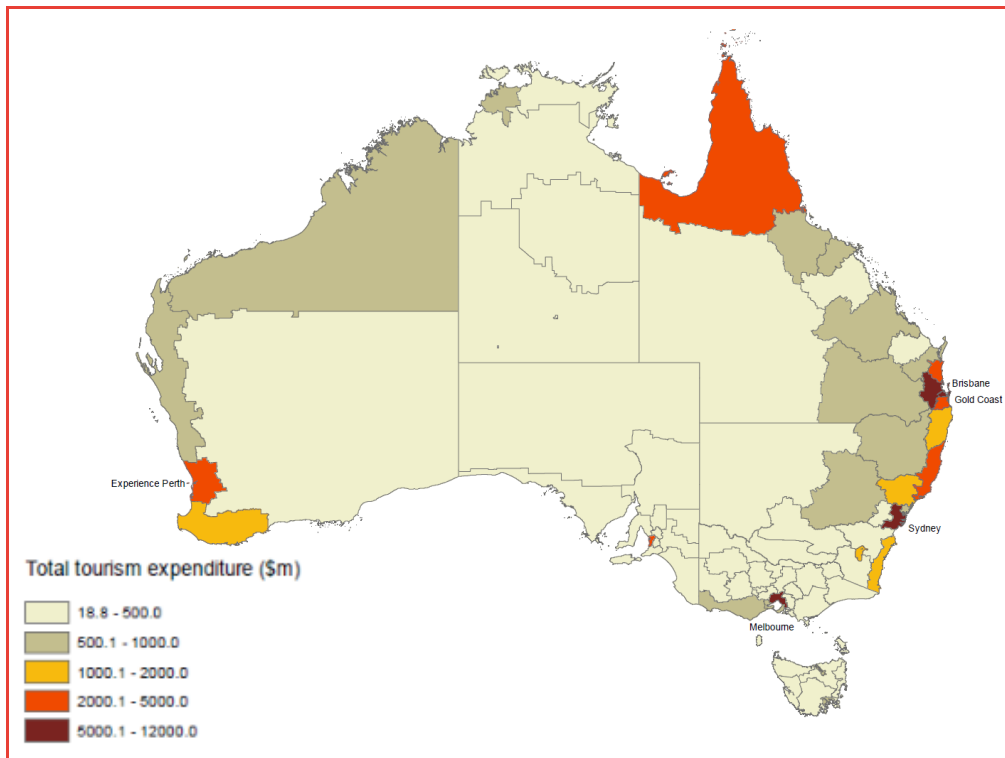 Brisbane
Gold Coast
Experience Perth
Sydney
Total tourism expenditure ($m)
18.8 - 500.0
500.1 - 1000.0
Melbourne
1000.1 - 2000.0
2000.1 - 5000.0
5000.1 - 12000.0